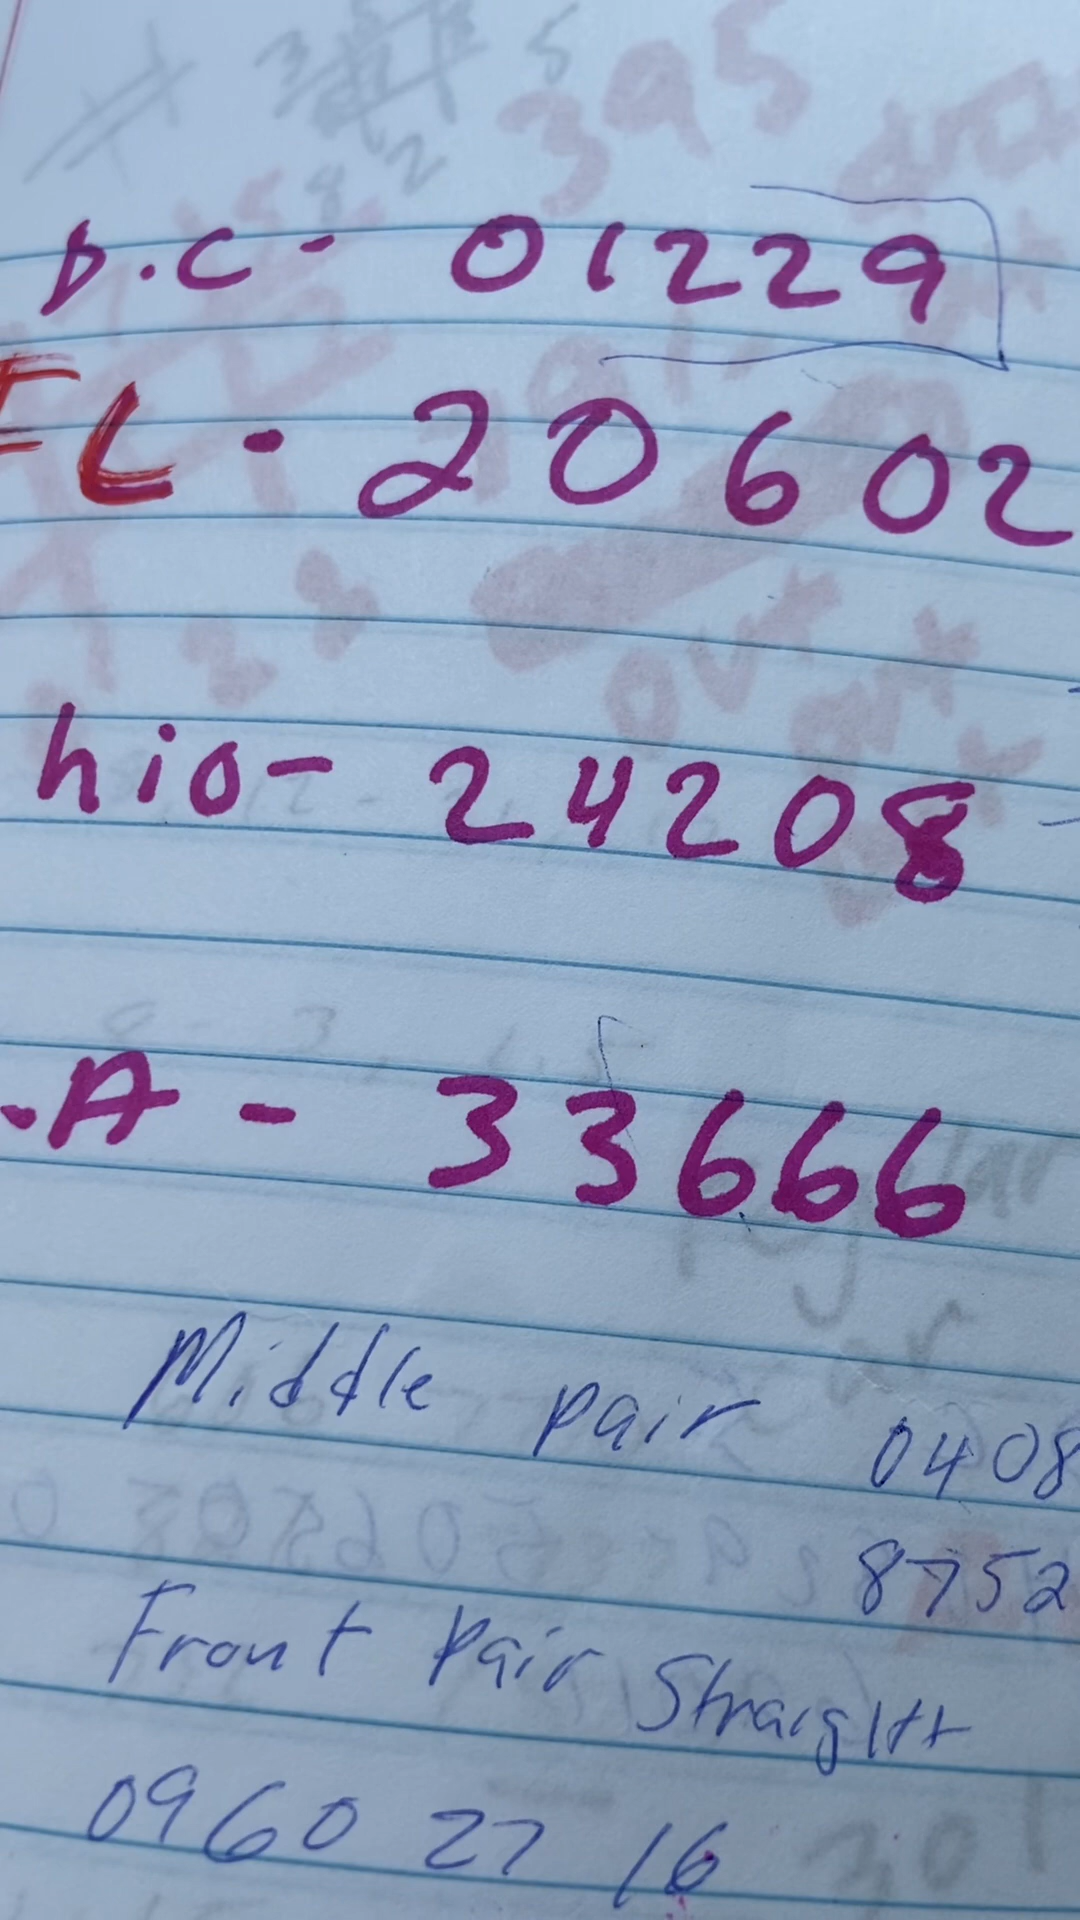 D.C - 01229
FL - 20602
hio - 24208
.A - 33666
Middle pair 0408
8752
Front Pair Straight
0960 27 16